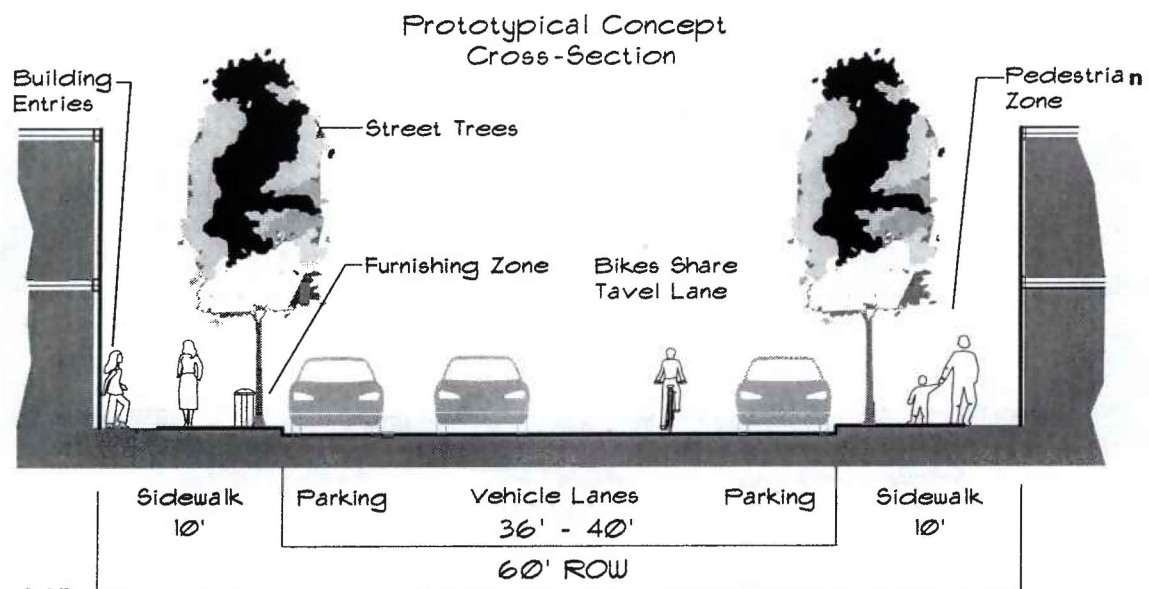 Prototypical Concept
Cross-Section
Building
Entries
Street Trees
Pedestrian
Zone
Furnishing Zone
Bikes Share
Tavel Lane
Sidewalk
10'
Parking
Vehicle Lanes
36' - 40'
Parking
Sidewalk
10'
60' ROW